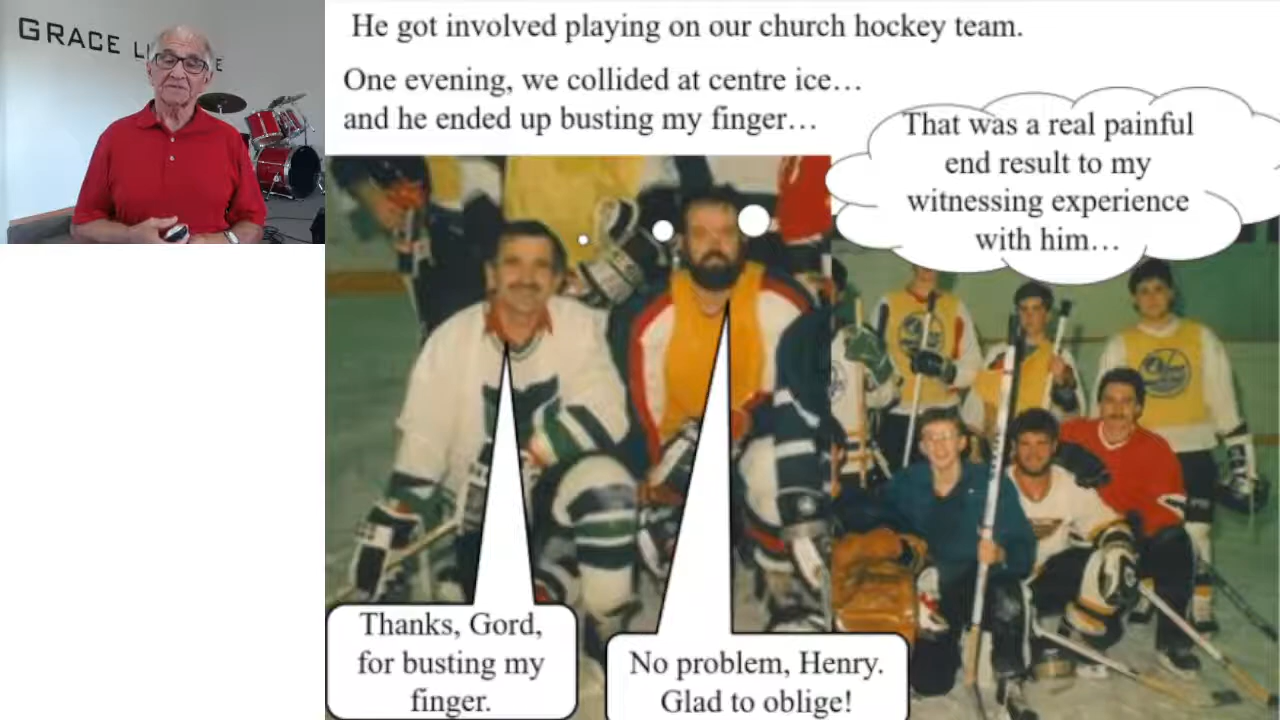 GRACE
He got involved playing on our church hockey team.
One evening, we collided at centre ice…
and he ended up busting my finger…
That was a real painful
end result to my
witnessing experience
with him…
Thanks, Gord,
for busting my
finger.
No problem, Henry.
Glad to oblige!